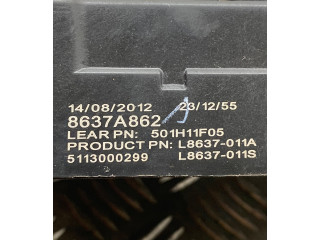 14/08/2012 23/12/55
8637A862
LEAR PN: 501H11F05
PRODUCT PN: L8637-011A
5113000299 L8637-011S